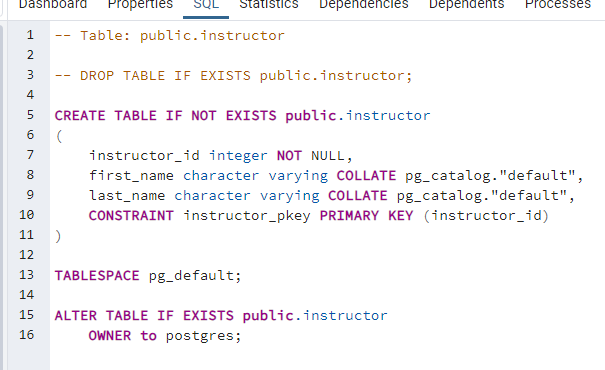 Dashboard Properties SQL Statistics Dependencies Dependents Processes
1 -- Table: public.instructor
2
3 -- DROP TABLE IF EXISTS public.instructor;
4
5 CREATE TABLE IF NOT EXISTS public.instructor
6 (
7     instructor_id integer NOT NULL,
8     first_name character varying COLLATE pg_catalog."default",
9     last_name character varying COLLATE pg_catalog."default",
10     CONSTRAINT instructor_pkey PRIMARY KEY (instructor_id)
11 )
12
13 TABLESPACE pg_default;
14
15 ALTER TABLE IF EXISTS public.instructor
16     OWNER to postgres;